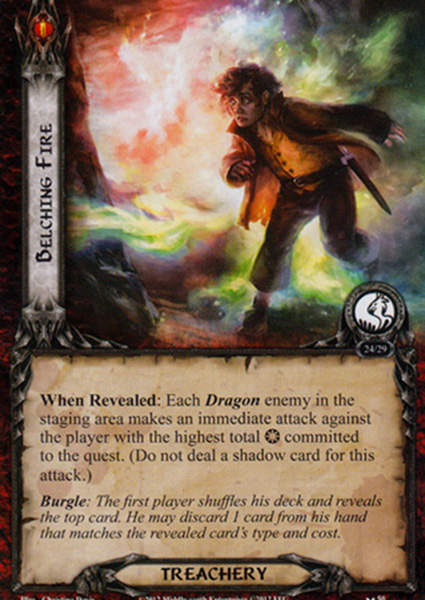 BELCHING FIRE
24/29
When Revealed: Each Dragon enemy in the
staging area makes an immediate attack against
the player with the highest total committed
to the quest. (Do not deal a shadow card for this
attack.)
Burgle: The first player shuffles his deck and reveals
the top card. He may discard 1 card from his hand
that matches the revealed card's type and cost.
TREACHERY